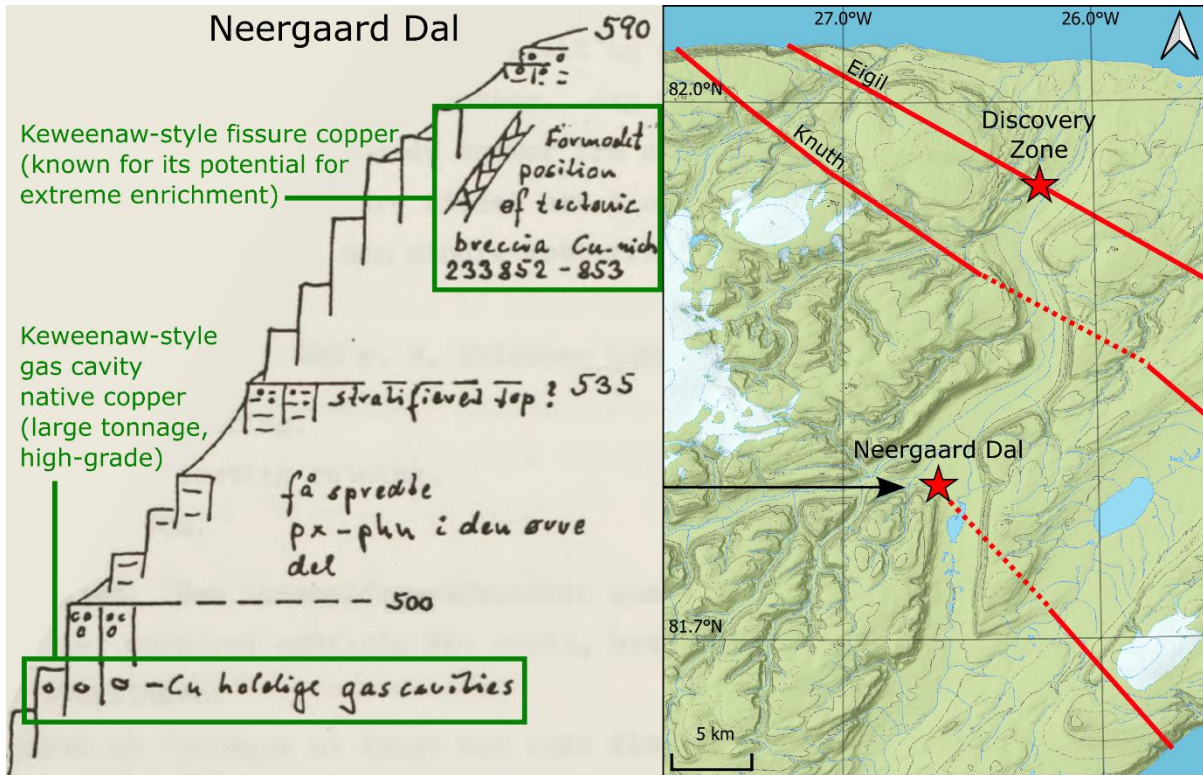 Neergaard Dal
590
Keweenaw-style fissure copper
(known for its potential for
extreme enrichment)
Formodet
position
of tectonic
breccia Cu-rich
233852-853
Keweenaw-style
gas cavity
native copper
(large tonnage,
high-grade)
stratifieret top? 535
få spredte
px-phn i den øvre
del
500
-Cu holdige gas cavities
27.0°W
26.0°W
82.0°N
Eigil
Knuth
Discovery
Zone
Neergaard Dal
81.7°N
5 km